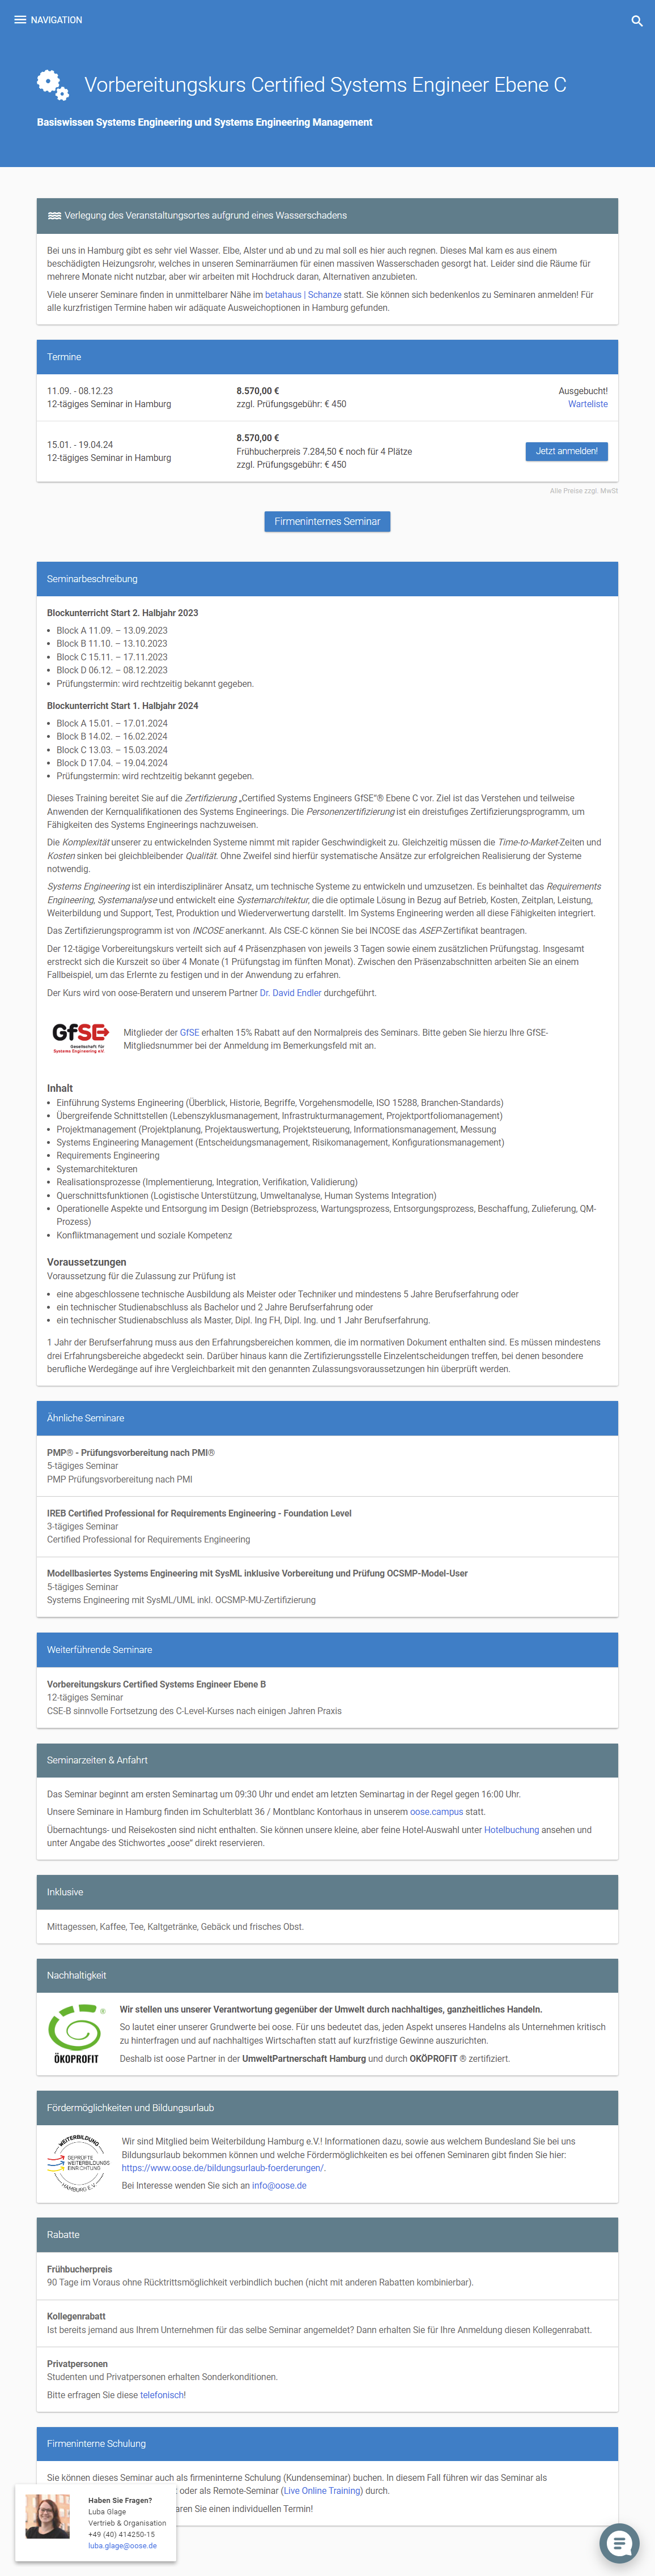 NAVIGATION
Vorbereitungskurs Certified Systems Engineer Ebene C
Basiswissen Systems Engineering und Systems Engineering Management
Verlegung des Veranstaltungsortes aufgrund eines Wasserschadens
Bei uns in Hamburg gibt es sehr viel Wasser. Elbe, Alster und ab und zu mal soll es hier auch regnen. Dieses Mal kam es aus einem
beschädigten Heizungsrohr, welches in unseren Seminarräumen für einen massiven Wasserschaden gesorgt hat. Leider sind die Räume für
mehrere Monate nicht nutzbar, aber wir arbeiten mit Hochdruck daran, Alternativen anzubieten.
Viele unserer Seminare finden in unmittelbarer Nähe im betahaus | Schanze statt. Sie können sich bedenkenlos zu Seminaren anmelden! Für
alle kurzfristigen Termine haben wir adäquate Ausweichoptionen in Hamburg gefunden.
Termine
11.09. - 08.12.23
12-tägiges Seminar in Hamburg
8.570,00 €
zzgl. Prüfungsgebühr: € 450
Ausgebucht!
Warteliste
15.01. - 19.04.24
12-tägiges Seminar in Hamburg
8.570,00 €
Frühbucherpreis 7.284,50 € noch für 4 Plätze
zzgl. Prüfungsgebühr: € 450
Jetzt anmelden!
Alle Preise zzgl. MwSt
Firmeninternes Seminar
Seminarbeschreibung
Blockunterricht Start 2. Halbjahr 2023
• Block A 11.09. – 13.09.2023
• Block B 11.10. – 13.10.2023
• Block C 15.11. – 17.11.2023
• Block D 06.12. – 08.12.2023
• Prüfungstermin: wird rechtzeitig bekannt gegeben.
Blockunterricht Start 1. Halbjahr 2024
• Block A 15.01. – 17.01.2024
• Block B 14.02. – 16.02.2024
• Block C 13.03. – 15.03.2024
• Block D 17.04. – 19.04.2024
• Prüfungstermin: wird rechtzeitig bekannt gegeben.
Dieses Training bereitet Sie auf die Zertifizierung „Certified Systems Engineers GfSE“® Ebene C vor. Ziel ist das Verstehen und teilweise
Anwenden der Kernqualifikationen des Systems Engineerings. Die Personenzertifizierung ist ein dreistufiges Zertifizierungsprogramm, um
Fähigkeiten des Systems Engineerings nachzuweisen.
Die Komplexität unserer zu entwickelnden Systeme nimmt mit rapider Geschwindigkeit zu. Gleichzeitig müssen die Time-to-Market-Zeiten und
Kosten sinken bei gleichbleibender Qualität. Ohne Zweifel sind hierfür systematische Ansätze zur erfolgreichen Realisierung der Systeme
notwendig.
Systems Engineering ist ein interdisziplinärer Ansatz, um technische Systeme zu entwickeln und umzusetzen. Es beinhaltet das Requirements
Engineering, Systemanalyse und entwickelt eine Systemarchitektur, die die optimale Lösung in Bezug auf Betrieb, Kosten, Zeitplan, Leistung,
Weiterbildung und Support, Test, Produktion und Wiederverwertung darstellt. Im Systems Engineering werden all diese Fähigkeiten integriert.
Das Zertifizierungsprogramm ist von INCOSE anerkannt. Als CSE-C können Sie bei INCOSE das ASEP-Zertifikat beantragen.
Der 12-tägige Vorbereitungskurs verteilt sich auf 4 Präsenzphasen von jeweils 3 Tagen sowie einem zusätzlichen Prüfungstag. Insgesamt
erstreckt sich die Kurszeit so über 4 Monate (1 Prüfungstag im fünften Monat). Zwischen den Präsenzabschnitten arbeiten Sie an einem
Fallbeispiel, um das Erlernte zu festigen und in der Anwendung zu erfahren.
Der Kurs wird von oose-Beratern und unserem Partner Dr. David Endler durchgeführt.
GfSE
Gesellschaft für
Systems Engineering e.V.
Mitglieder der GfSE erhalten 15% Rabatt auf den Normalpreis des Seminars. Bitte geben Sie hierzu Ihre GfSE-
Mitgliedsnummer bei der Anmeldung im Bemerkungsfeld mit an.
Inhalt
• Einführung Systems Engineering (Überblick, Historie, Begriffe, Vorgehensmodelle, ISO 15288, Branchen-Standards)
• Übergreifende Schnittstellen (Lebenszyklusmanagement, Infrastrukturmanagement, Projektportfoliomanagement)
• Projektmanagement (Projektplanung, Projektauswertung, Projektsteuerung, Informationsmanagement, Messung
• Systems Engineering Management (Entscheidungsmanagement, Risikomanagement, Konfigurationsmanagement)
• Requirements Engineering
• Systemarchitekturen
• Realisationsprozesse (Implementierung, Integration, Verifikation, Validierung)
• Querschnittsfunktionen (Logistische Unterstützung, Umweltanalyse, Human Systems Integration)
• Operationelle Aspekte und Entsorgung im Design (Betriebsprozess, Wartungsprozess, Entsorgungsprozess, Beschaffung, Zulieferung, QM-
Prozess)
• Konfliktmanagement und soziale Kompetenz
Voraussetzungen
Voraussetzung für die Zulassung zur Prüfung ist
• eine abgeschlossene technische Ausbildung als Meister oder Techniker und mindestens 5 Jahre Berufserfahrung oder
• ein technischer Studienabschluss als Bachelor und 2 Jahre Berufserfahrung oder
• ein technischer Studienabschluss als Master, Dipl. Ing FH, Dipl. Ing. und 1 Jahr Berufserfahrung.
1 Jahr der Berufserfahrung muss aus den Erfahrungsbereichen kommen, die im normativen Dokument enthalten sind. Es müssen mindestens
drei Erfahrungsbereiche abgedeckt sein. Darüber hinaus kann die Zertifizierungsstelle Einzelentscheidungen treffen, bei denen besondere
berufliche Werdegänge auf ihre Vergleichbarkeit mit den genannten Zulassungsvoraussetzungen hin überprüft werden.
Ähnliche Seminare
PMP® - Prüfungsvorbereitung nach PMI®
5-tägiges Seminar
PMP Prüfungsvorbereitung nach PMI
IREB Certified Professional for Requirements Engineering - Foundation Level
3-tägiges Seminar
Certified Professional for Requirements Engineering
Modellbasiertes Systems Engineering mit SysML inklusive Vorbereitung und Prüfung OCSMP-Model-User
5-tägiges Seminar
Systems Engineering mit SysML/UML inkl. OCSMP-MU-Zertifizierung
Weiterführende Seminare
Vorbereitungskurs Certified Systems Engineer Ebene B
12-tägiges Seminar
CSE-B sinnvolle Fortsetzung des C-Level-Kurses nach einigen Jahren Praxis
Seminarzeiten & Anfahrt
Das Seminar beginnt am ersten Seminartag um 09:30 Uhr und endet am letzten Seminartag in der Regel gegen 16:00 Uhr.
Unsere Seminare in Hamburg finden im Schulterblatt 36 / Montblanc Kontorhaus in unserem oose.campus statt.
Übernachtungs- und Reisekosten sind nicht enthalten. Sie können unsere kleine, aber feine Hotel-Auswahl unter Hotelbuchung ansehen und
unter Angabe des Stichwortes „oose“ direkt reservieren.
Inklusive
Mittagessen, Kaffee, Tee, Kaltgetränke, Gebäck und frisches Obst.
Nachhaltigkeit
ÖKOPROFIT
Wir stellen uns unserer Verantwortung gegenüber der Umwelt durch nachhaltiges, ganzheitliches Handeln.
So lautet einer unserer Grundwerte bei oose. Für uns bedeutet das, jeden Aspekt unseres Handelns als Unternehmen kritisch
zu hinterfragen und auf nachhaltiges Wirtschaften statt auf kurzfristige Gewinne auszurichten.
Deshalb ist oose Partner in der UmweltPartnerschaft Hamburg und durch OKÖPROFIT ® zertifiziert.
Fördermöglichkeiten und Bildungsurlaub
WEITERBILDUNG
GEPRÜFTE
WEITERBILDUNGS
EINRICHTUNG
HAMBURG E.V.
Wir sind Mitglied beim Weiterbildung Hamburg e.V.! Informationen dazu, sowie aus welchem Bundesland Sie bei uns
Bildungsurlaub bekommen können und welche Fördermöglichkeiten es bei offenen Seminaren gibt finden Sie hier:
https://www.oose.de/bildungsurlaub-foerderungen/.
Bei Interesse wenden Sie sich an info@oose.de
Rabatte
Frühbucherpreis
90 Tage im Voraus ohne Rücktrittsmöglichkeit verbindlich buchen (nicht mit anderen Rabatten kombinierbar).
Kollegenrabatt
Ist bereits jemand aus Ihrem Unternehmen für das selbe Seminar angemeldet? Dann erhalten Sie für Ihre Anmeldung diesen Kollegenrabatt.
Privatpersonen
Studenten und Privatpersonen erhalten Sonderkonditionen.
Bitte erfragen Sie diese telefonisch!
Firmeninterne Schulung
Sie können dieses Seminar auch als firmeninterne Schulung (Kundenseminar) buchen. In diesem Fall führen wir das Seminar als
oder als Remote-Seminar (Live Online Training) durch.
aren Sie einen individuellen Termin!
Haben Sie Fragen?
Luba Glage
Vertrieb & Organisation
+49 (40) 414250-15
luba.glage@oose.de